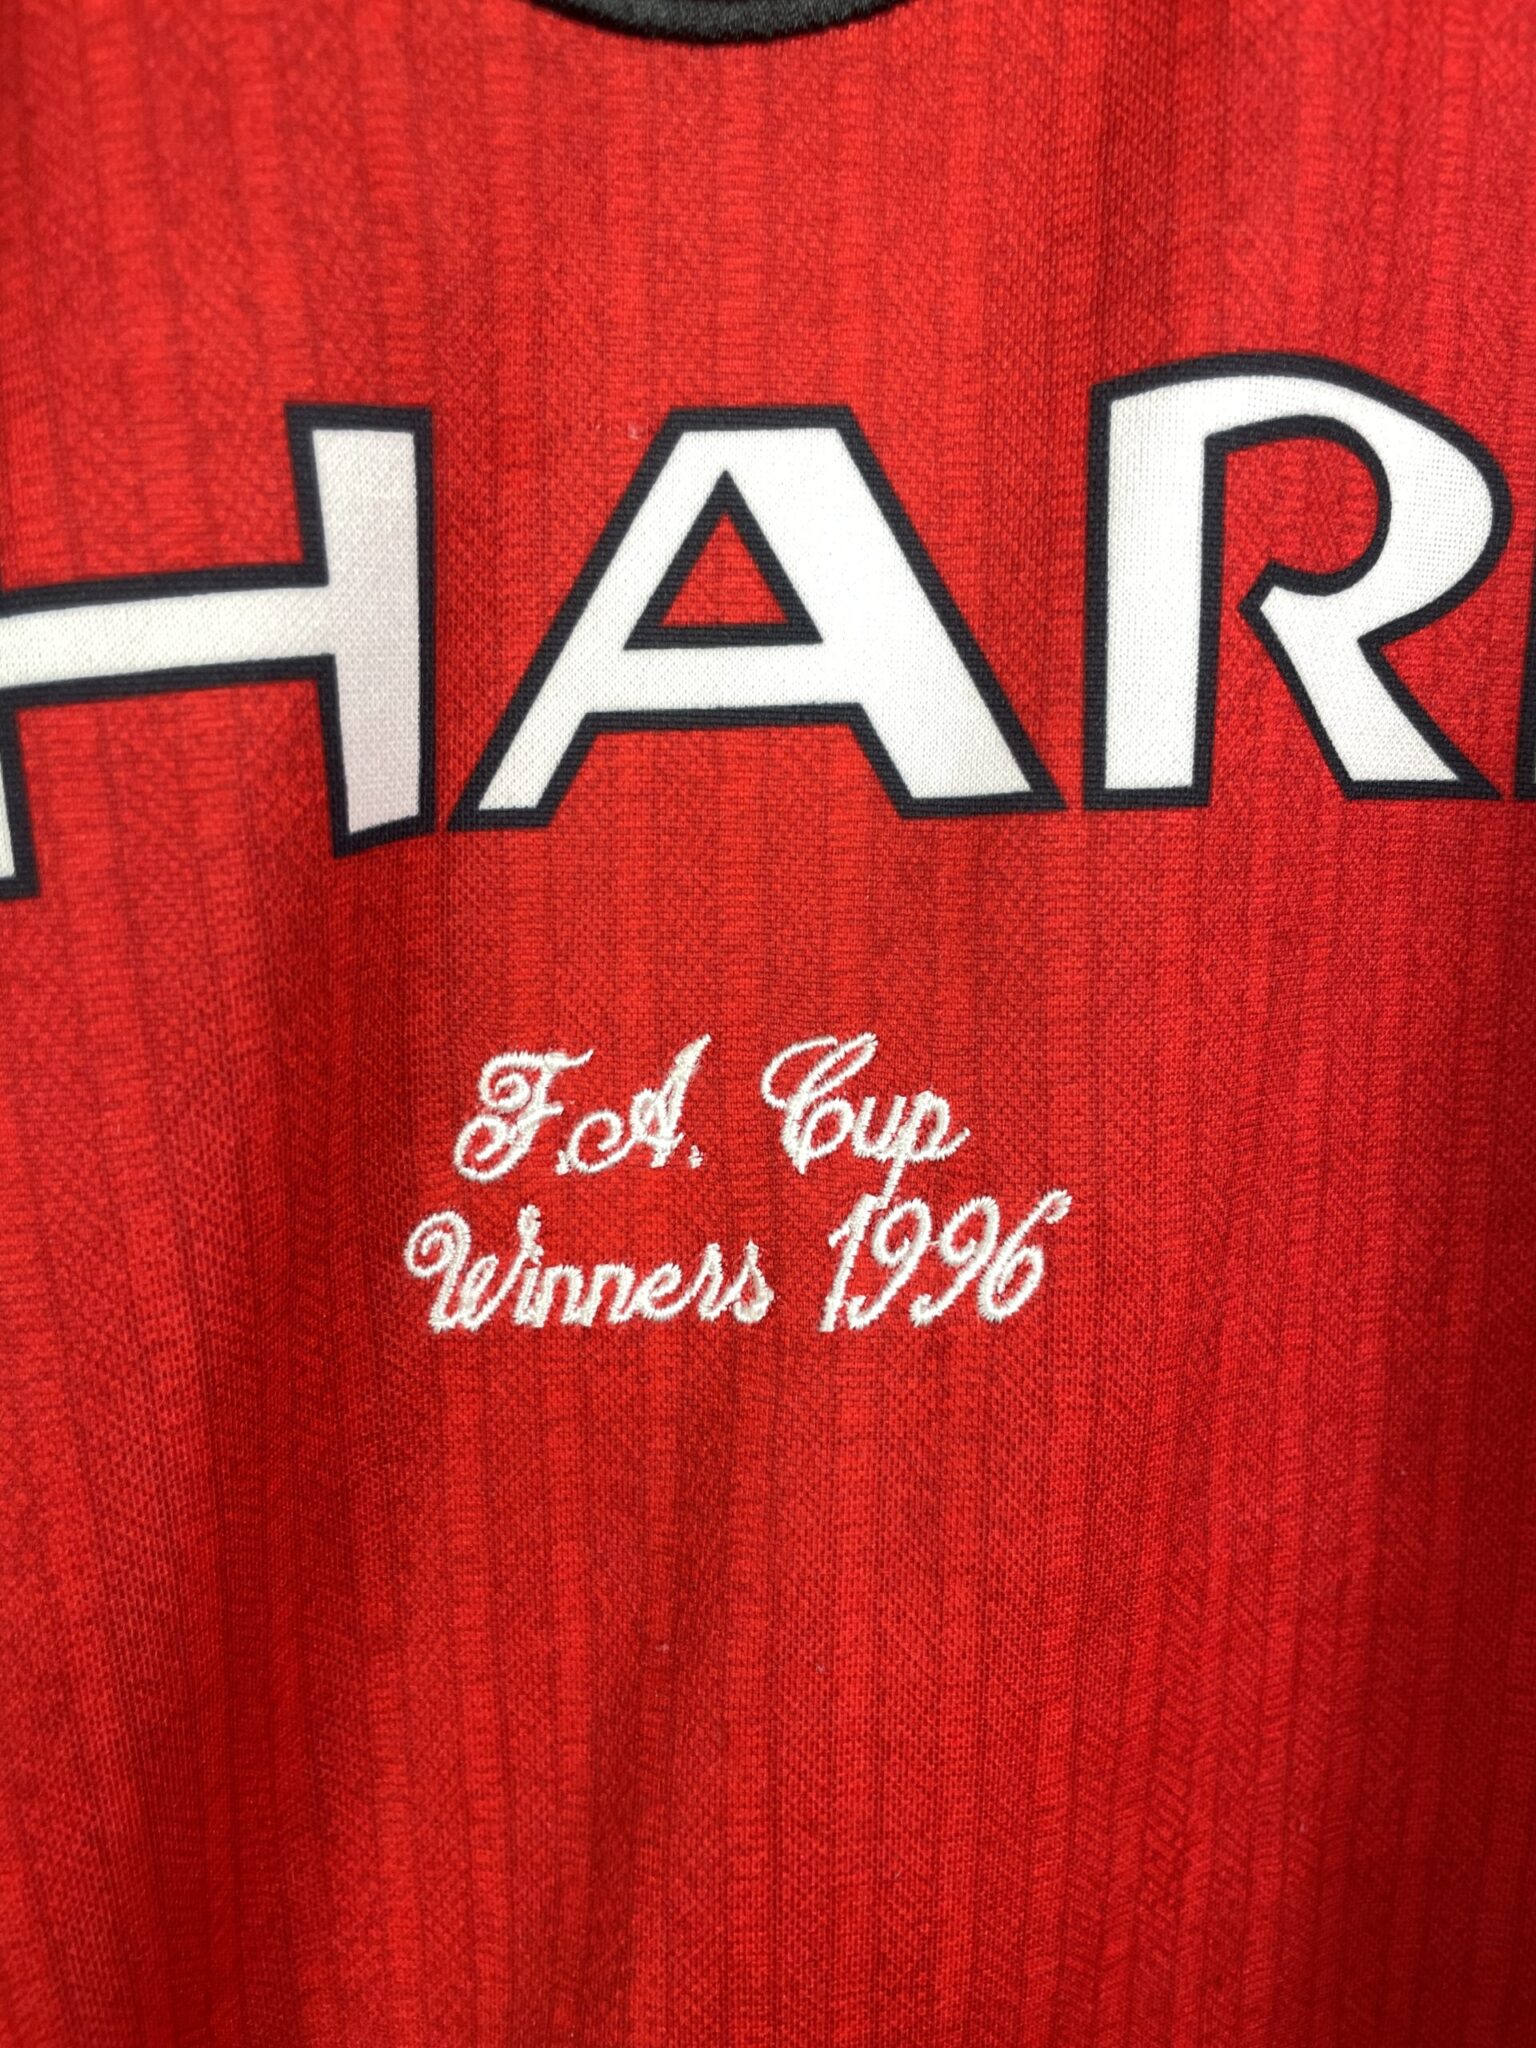 HAR
F.A. Cup
Winners 1996